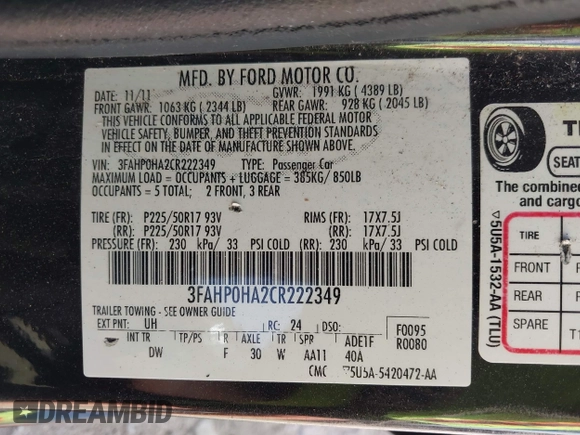 MFD. BY FORD MOTOR CO.
DATE: 11/11 GVWR: 1991 KG ( 4389 LB)
FRONT GAWR: 1063 KG ( 2344 LB) REAR GAWR: 928 KG ( 2045 LB)
THIS VEHICLE CONFORMS TO ALL APPLICABLE FEDERAL MOTOR
VEHICLE SAFETY, BUMPER, AND THEFT PREVENTION STANDARDS
IN EFFECT ON THE DATE OF MANUFACTURE SHOWN ABOVE.
VIN: 3FAHP0HA2CR222349 TYPE: Passenger Car
MAXIMUM LOAD = OCCUPANTS + LUGGAGE = 385KG/ 850LB
OCCUPANTS = 5 TOTAL; 2 FRONT, 3 REAR
TIRE (FR): P225/50R17 93V RIMS (FR): 17X7.5J
(RR): P225/50R17 93V (RR): 17X7.5J
PRESSURE (FR): 230 kPa/ 33 PSI COLD (RR): 230 kPa/ 33 PSI COLD
3FAHP0HA2CR222349
TRAILER TOWING - SEE OWNER GUIDE
EXT PNT: UH RC: 24 DSO: F0095
INT TR TP/PS R AXLE TR SPR ADE1F R0080
DW F 30 W AA11 40A
CMC ▽5U5A-5420472-AA
SEAT
The combined
and cargo
TIRE
FRONT
REAR
SPARE
▽5U5A-1532-AA (TLU)
DREAMBID